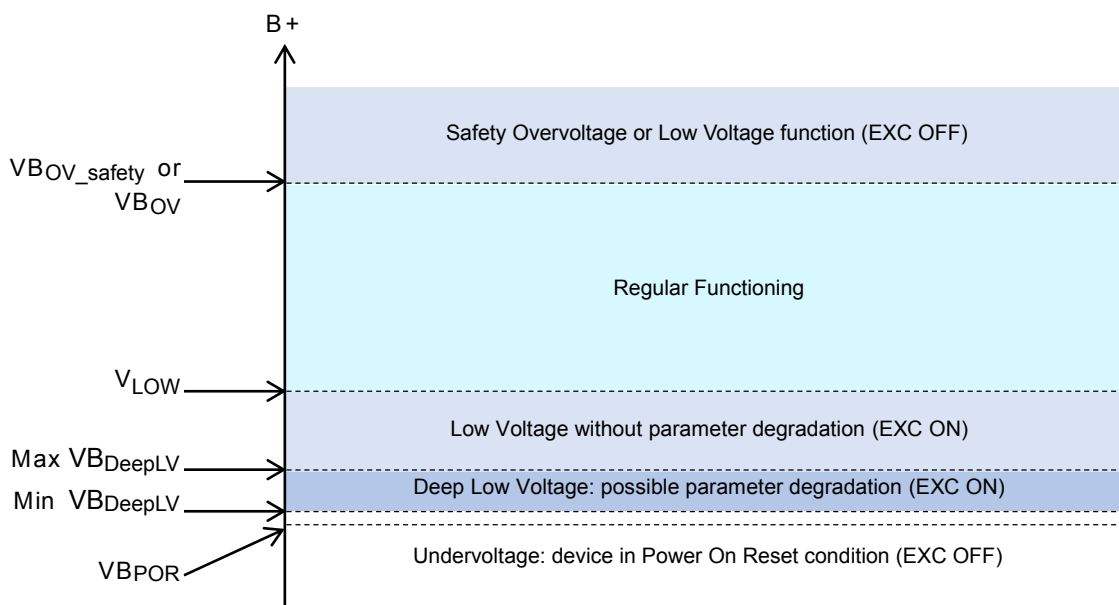 B+
Safety Overvoltage or Low Voltage function (EXC OFF)
VBOV_safety or
VBOV
Regular Functioning
VLOW
Low Voltage without parameter degradation (EXC ON)
Max VBDeepLV
Deep Low Voltage: possible parameter degradation (EXC ON)
Min VBDeepLV
Undervoltage: device in Power On Reset condition (EXC OFF)
VBPOR